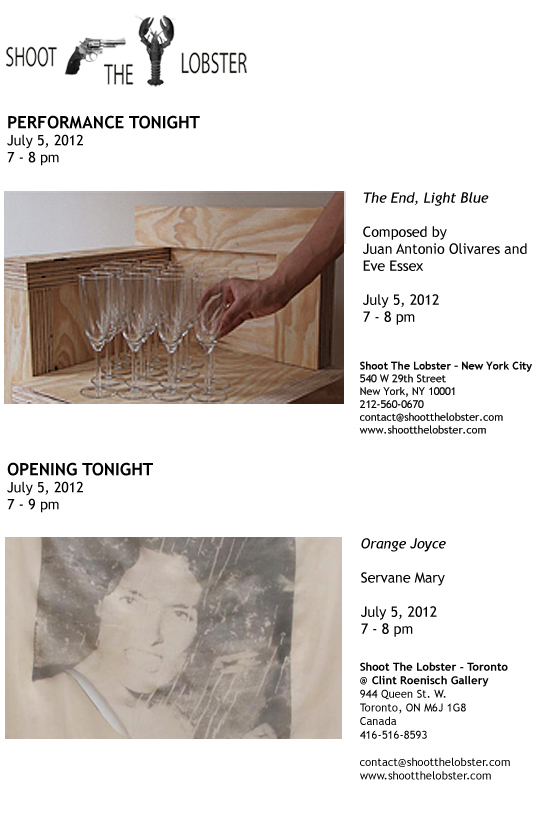 SHOOT THE LOBSTER
PERFORMANCE TONIGHT
July 5, 2012
7 - 8 pm
The End, Light Blue
Composed by
Juan Antonio Olivares and
Eve Essex
July 5, 2012
7 - 8 pm
Shoot The Lobster - New York City
540 W 29th Street
New York, NY 10001
212-560-0670
contact@shootthelobster.com
www.shootthelobster.com
OPENING TONIGHT
July 5, 2012
7 - 9 pm
Orange Joyce
Servane Mary
July 5, 2012
7 - 8 pm
Shoot The Lobster - Toronto
@ Clint Roenisch Gallery
944 Queen St. W.
Toronto, ON M6J 1G8
Canada
416-516-8593
contact@shootthelobster.com
www.shootthelobster.com